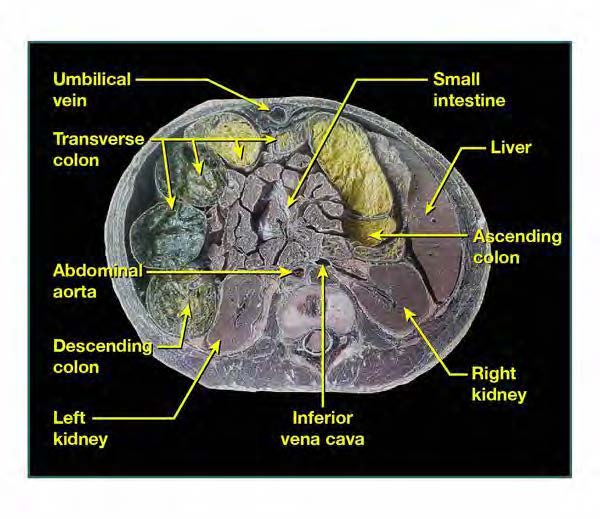 Umbilical
vein
Small
intestine
Transverse
colon
Liver
Ascending
colon
Abdominal
aorta
Descending
colon
Right
kidney
Left
kidney
Inferior
vena cava